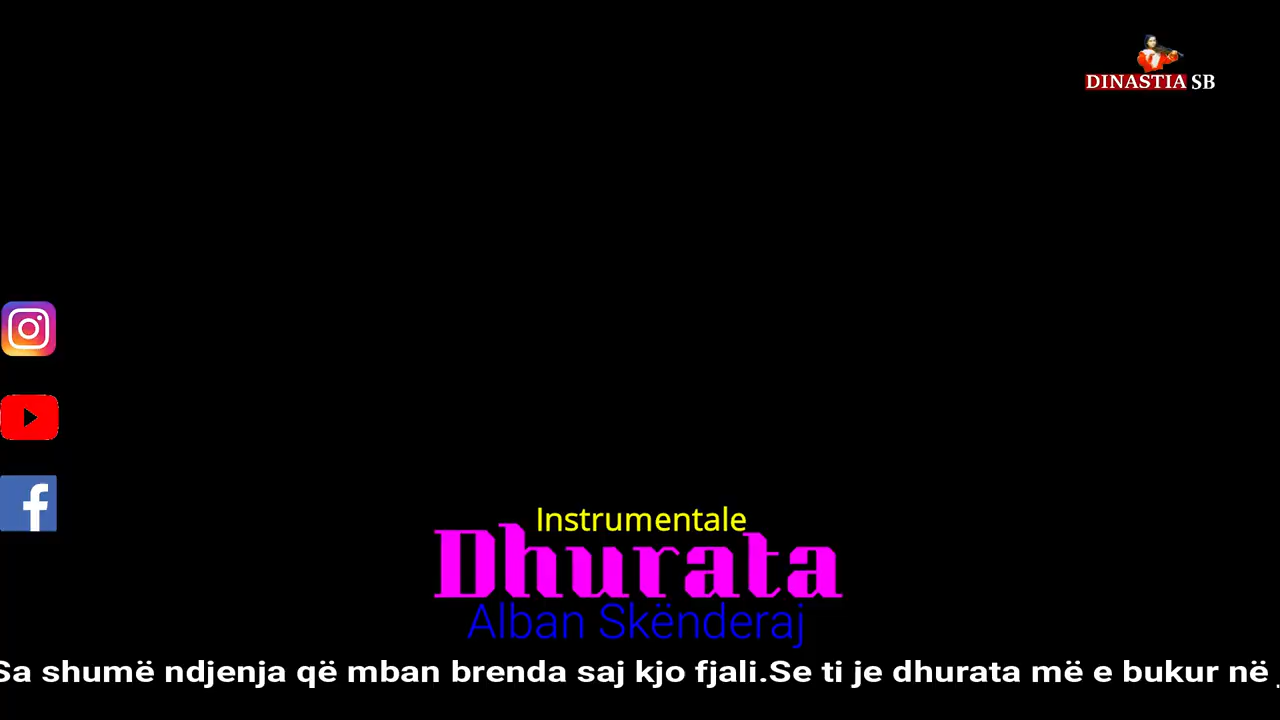 DINASTIA SB
Instrumentale
Dhurata
Alban Skënderaj
Sa shumë ndjenja që mban brenda saj kjo fjali.Se ti je dhurata më e bukur në